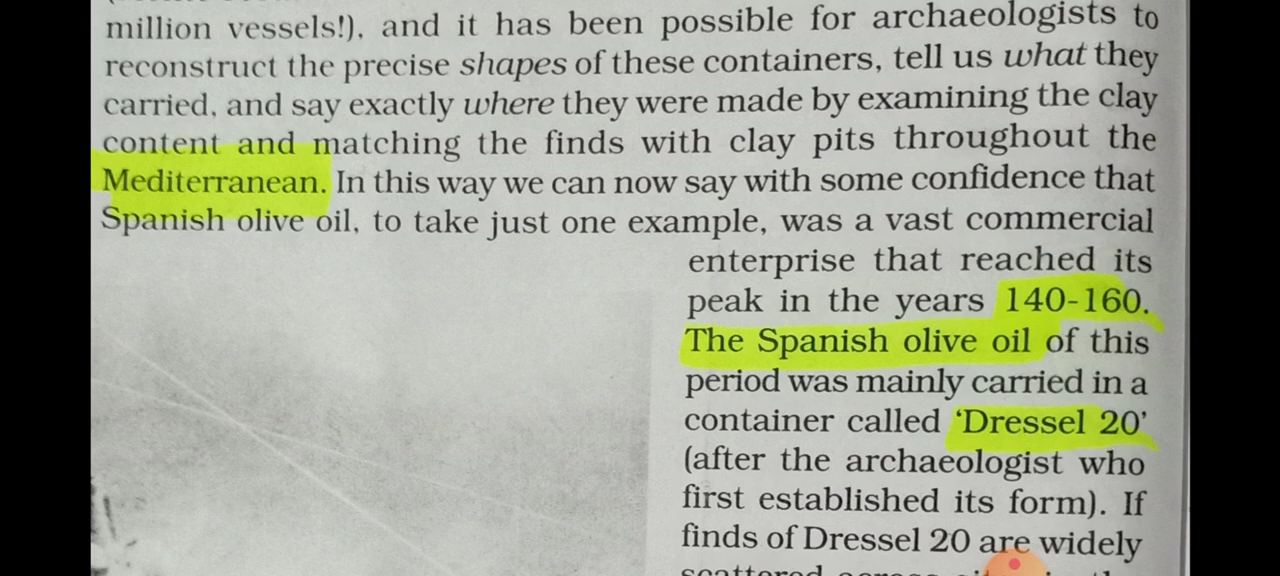 million vessels!), and it has been possible for archaeologists to
reconstruct the precise shapes of these containers, tell us what they
carried, and say exactly where they were made by examining the clay
content and matching the finds with clay pits throughout the
Mediterranean. In this way we can now say with some confidence that
Spanish olive oil, to take just one example, was a vast commercial
enterprise that reached its
peak in the years 140-160.
The Spanish olive oil of this
period was mainly carried in a
container called ‘Dressel 20’
(after the archaeologist who
first established its form). If
finds of Dressel 20 are widely
scattered across